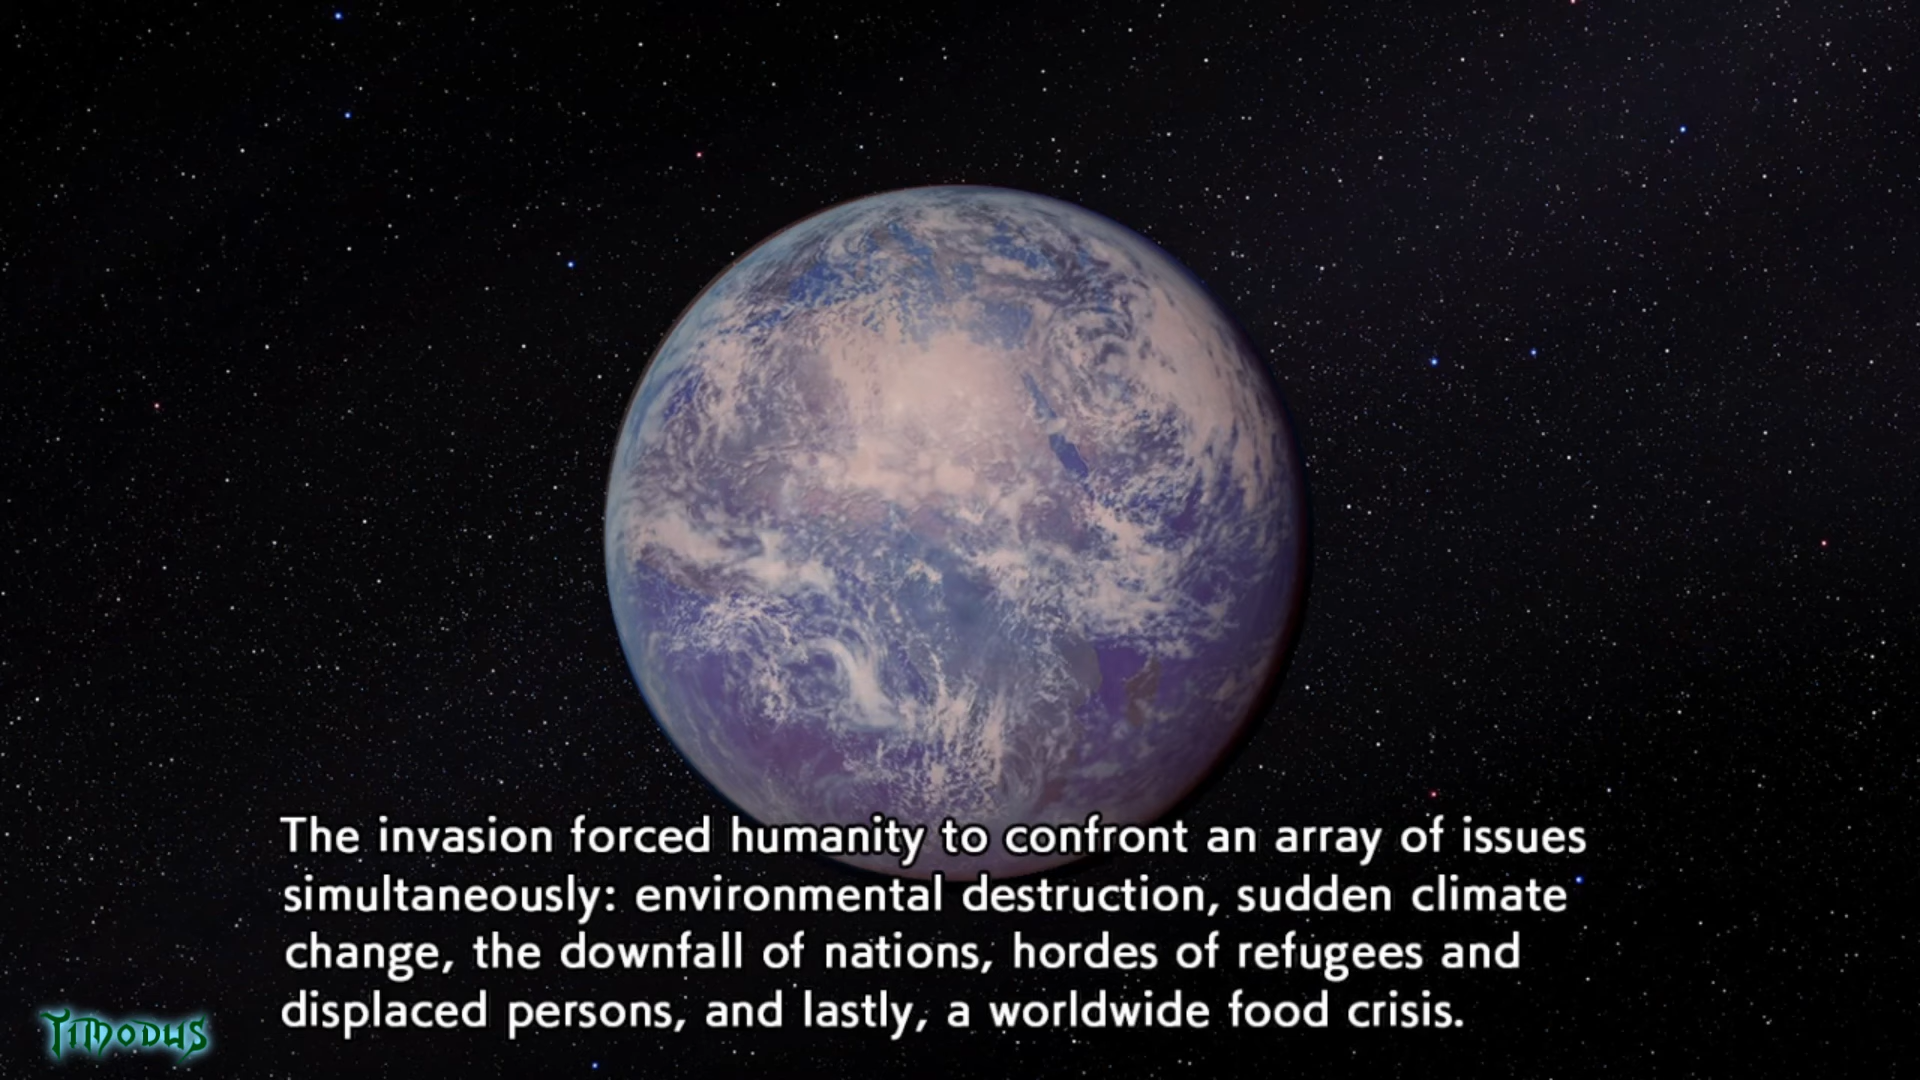 The invasion forced humanity to confront an array of issues
simultaneously: environmental destruction, sudden climate
change, the downfall of nations, hordes of refugees and
displaced persons, and lastly, a worldwide food crisis.
Timodus